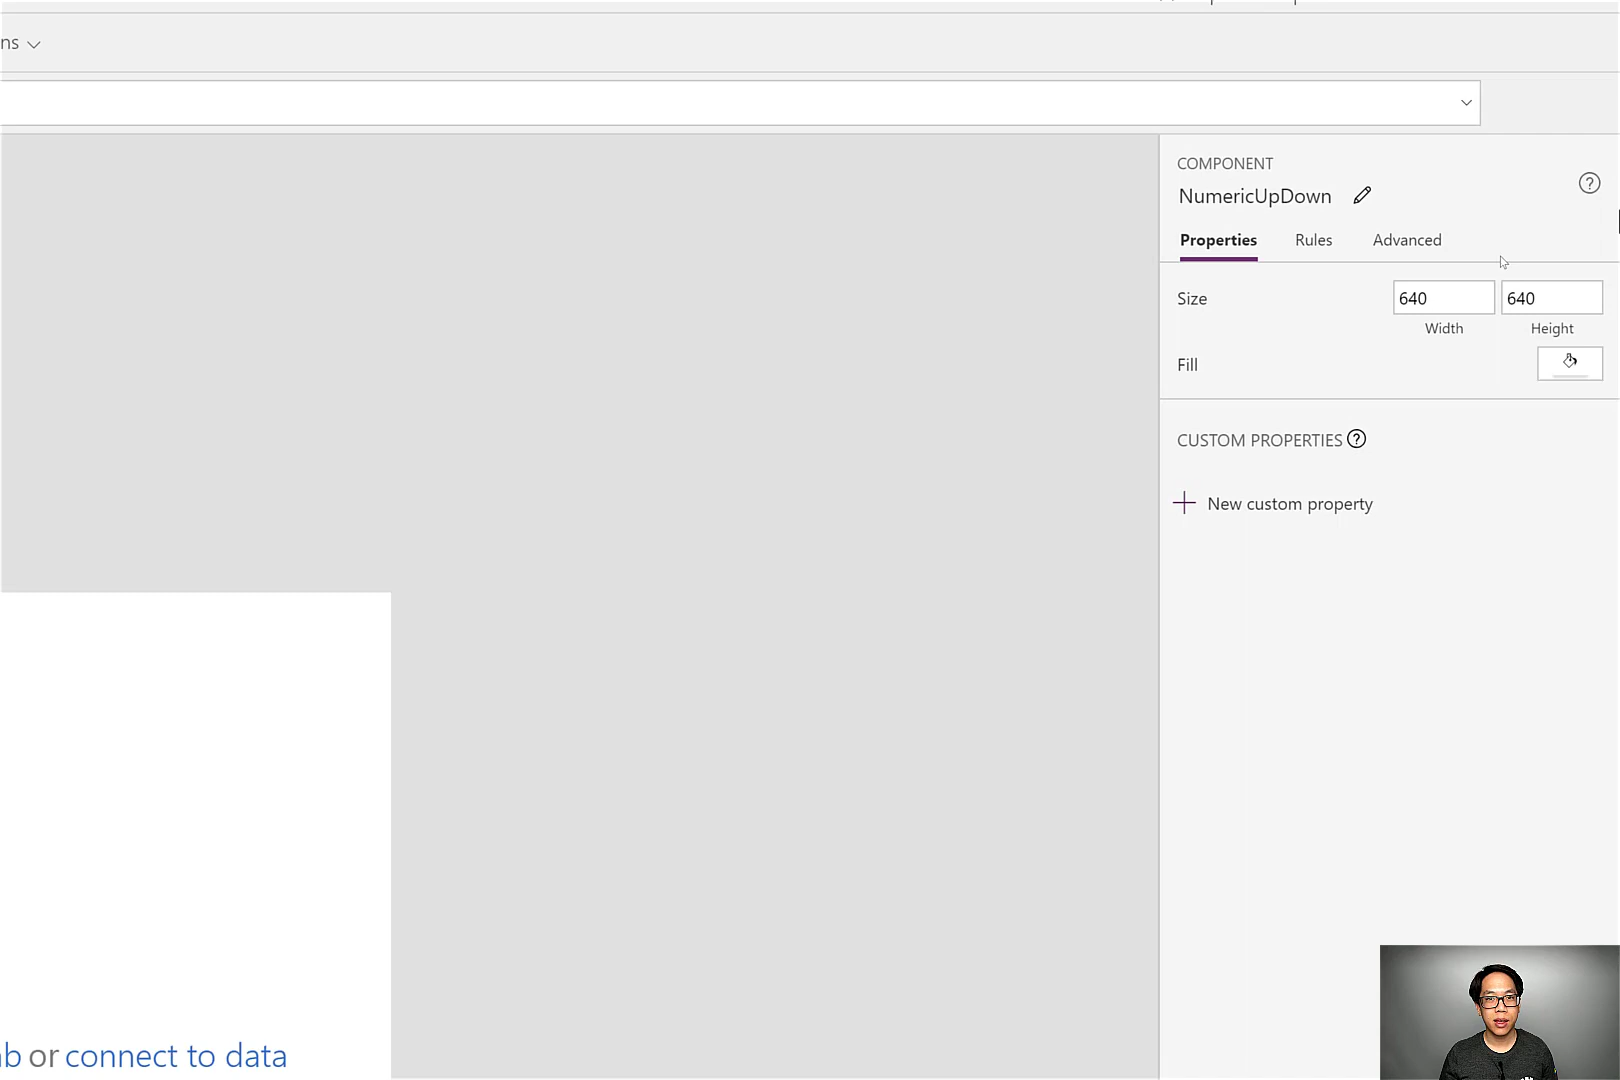 ns
COMPONENT
NumericUpDown
Properties Rules Advanced
Size 640 640
Width Height
Fill
CUSTOM PROPERTIES
New custom property
or connect to data